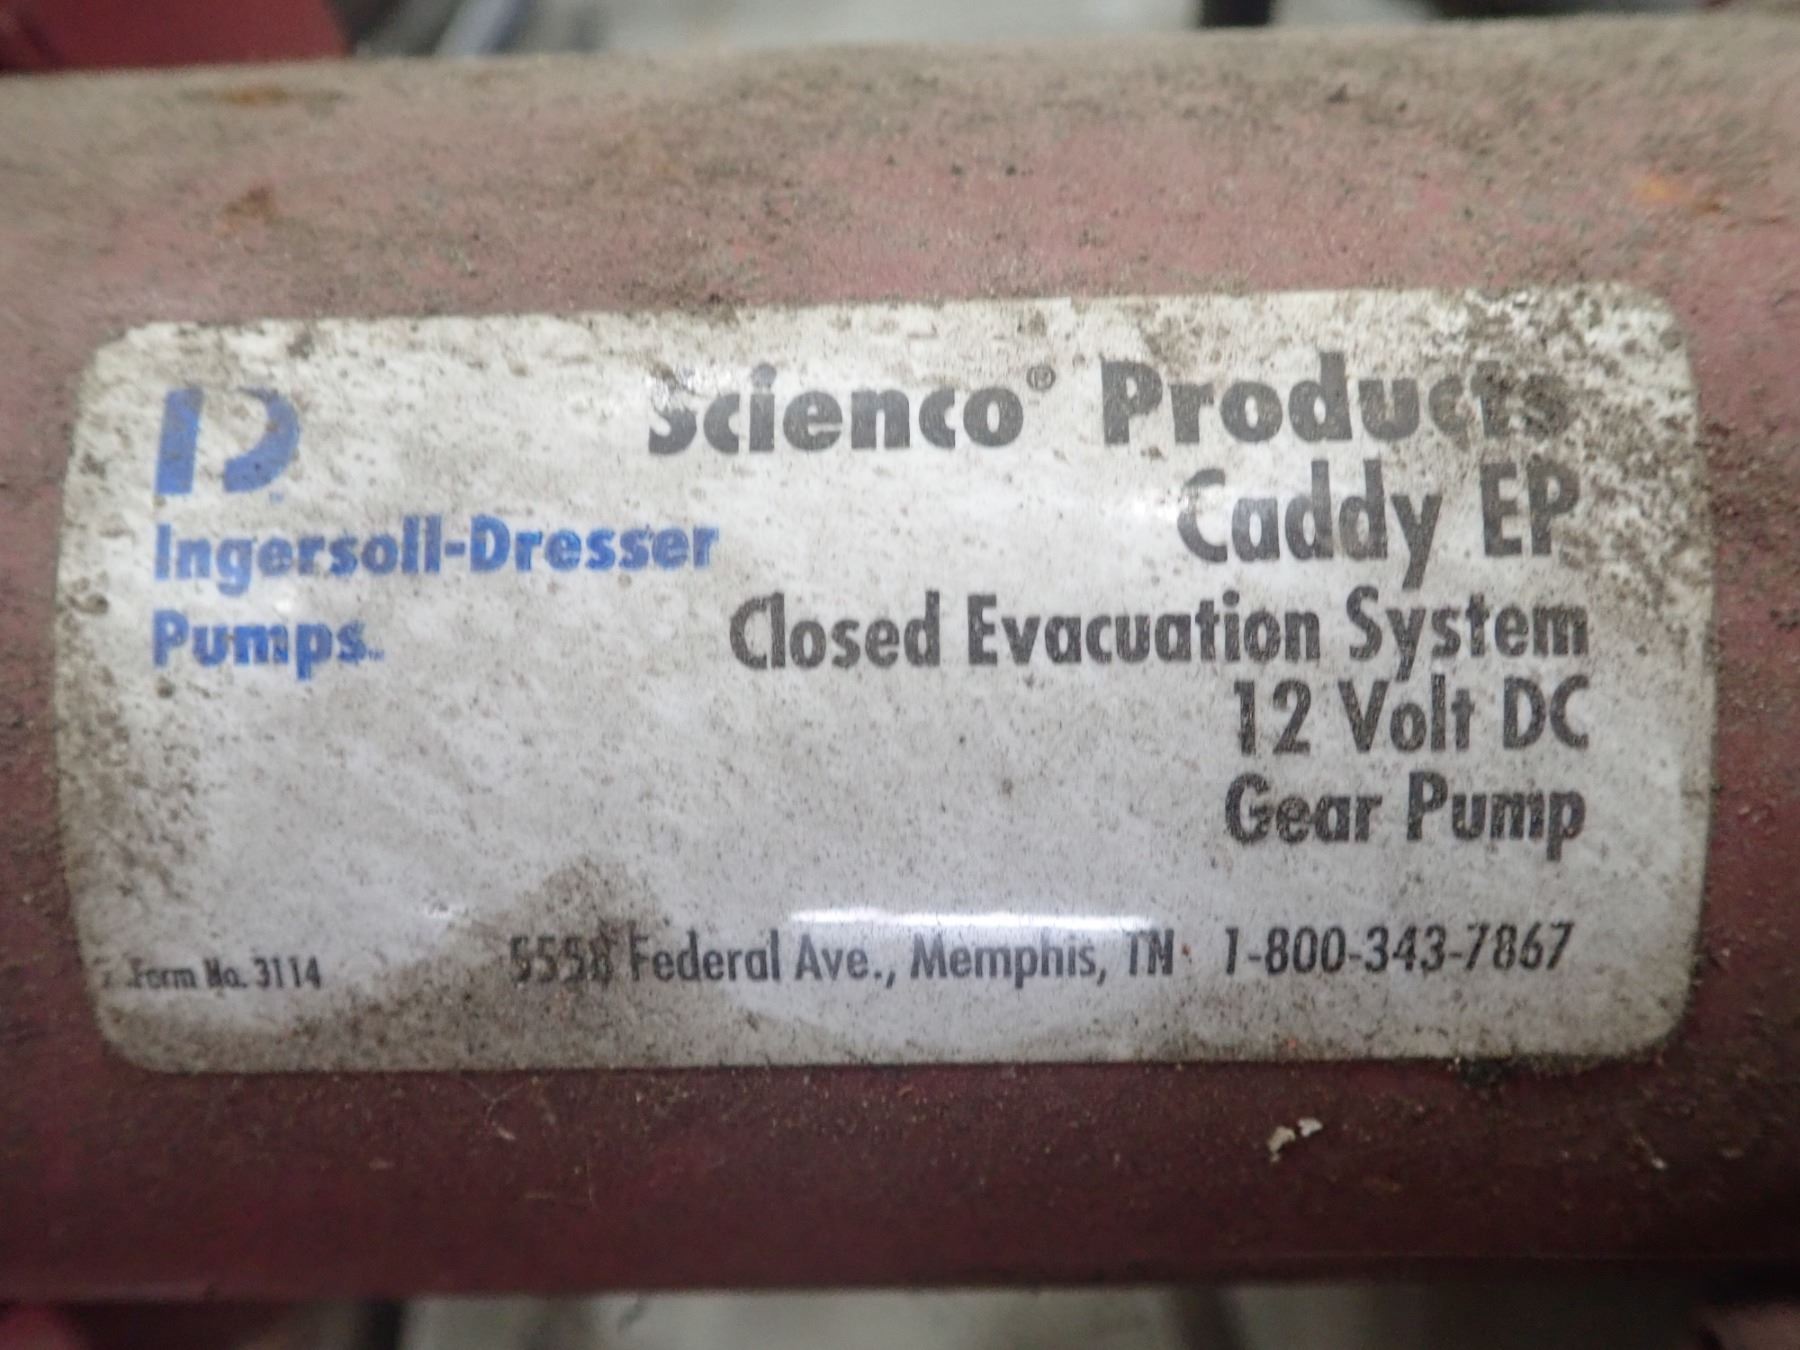 Scienco® Products
Caddy EP
Ingersoll-Dresser
Pumps
Closed Evacuation System
12 Volt DC
Gear Pump
Form No. 3114
5558 Federal Ave., Memphis, TN 1-800-343-7867